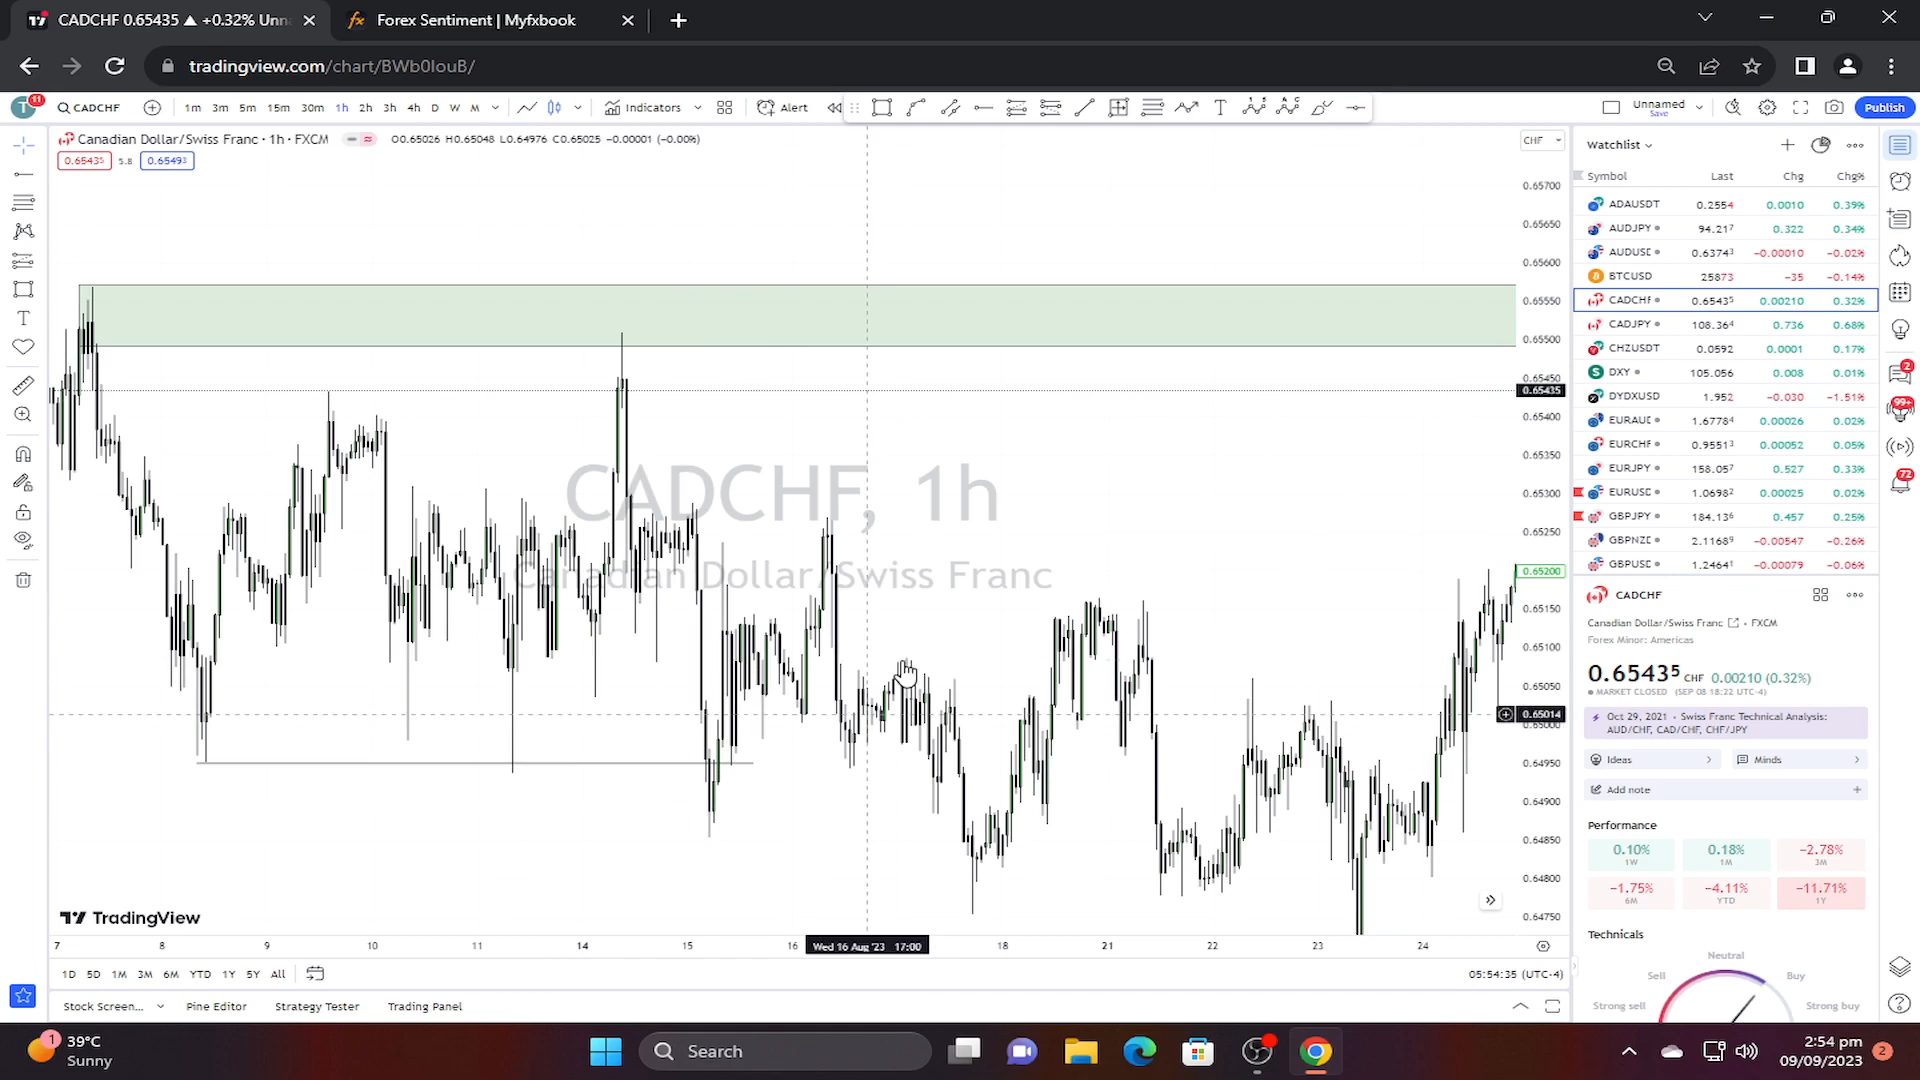 CADCHF 0.65435 ▲ +0.32% Unna
Forex Sentiment | Myfxbook
tradingview.com/chart/BWb0IouB/
T 11 CADCHF 1m 3m 5m 15m 30m 1h 2h 3h 4h D W M Indicators Alert Unnamed Save Publish
Canadian Dollar/Swiss Franc · 1h · FXCM O0.65026 H0.65048 L0.64976 C0.65025 −0.00001 (−0.00%)
0.65435 5.8 0.65493
CHF
0.65700
0.65650
0.65600
0.65550
0.65500
0.65450
0.65435
0.65400
0.65350
0.65300
0.65250
0.65200
0.65150
0.65100
0.65050
0.65014
0.65000
0.64950
0.64900
0.64850
0.64800
0.64750
CADCHF, 1h
Canadian Dollar/Swiss Franc
TradingView
7 8 9 10 11 14 15 16 Wed 16 Aug '23 17:00 18 21 22 23 24
1D 5D 1M 3M 6M YTD 1Y 5Y All 05:54:35 (UTC-4)
Stock Screen... Pine Editor Strategy Tester Trading Panel
Watchlist
Symbol Last Chg Chg%
ADAUSDT 0.2554 0.0010 0.39%
AUDJPY 94.217 0.322 0.34%
AUDUSD 0.63743 −0.00010 −0.02%
BTCUSD 25873 −35 −0.14%
CADCHF 0.65435 0.00210 0.32%
CADJPY 108.364 0.736 0.68%
CHZUSDT 0.0592 0.0001 0.17%
DXY 105.056 0.008 0.01%
DYDXUSD 1.952 −0.030 −1.51%
EURAUD 1.67784 0.00026 0.02%
EURCHF 0.95513 0.00052 0.05%
EURJPY 158.057 0.527 0.33%
EURUSD 1.06982 0.00025 0.02%
GBPJPY 184.136 0.457 0.25%
GBPNZD 2.11689 −0.00547 −0.26%
GBPUSD 1.24641 −0.00079 −0.06%
CADCHF
Canadian Dollar/Swiss Franc • FXCM
Forex Minor: Americas
0.65435 CHF 0.00210 (0.32%)
MARKET CLOSED (SEP 08 18:22 UTC-4)
Oct 29, 2021 • Swiss Franc Technical Analysis:
AUD/CHF, CAD/CHF, CHF/JPY
Ideas Minds
Add note
Performance
0.10% 0.18% −2.78%
1W 1M 3M
−1.75% −4.11% −11.71%
6M YTD 1Y
Technicals
Neutral
Sell Buy
Strong sell Strong buy
2
99+
72
1 39°C
Sunny
Search
2:54 pm
09/09/2023 2